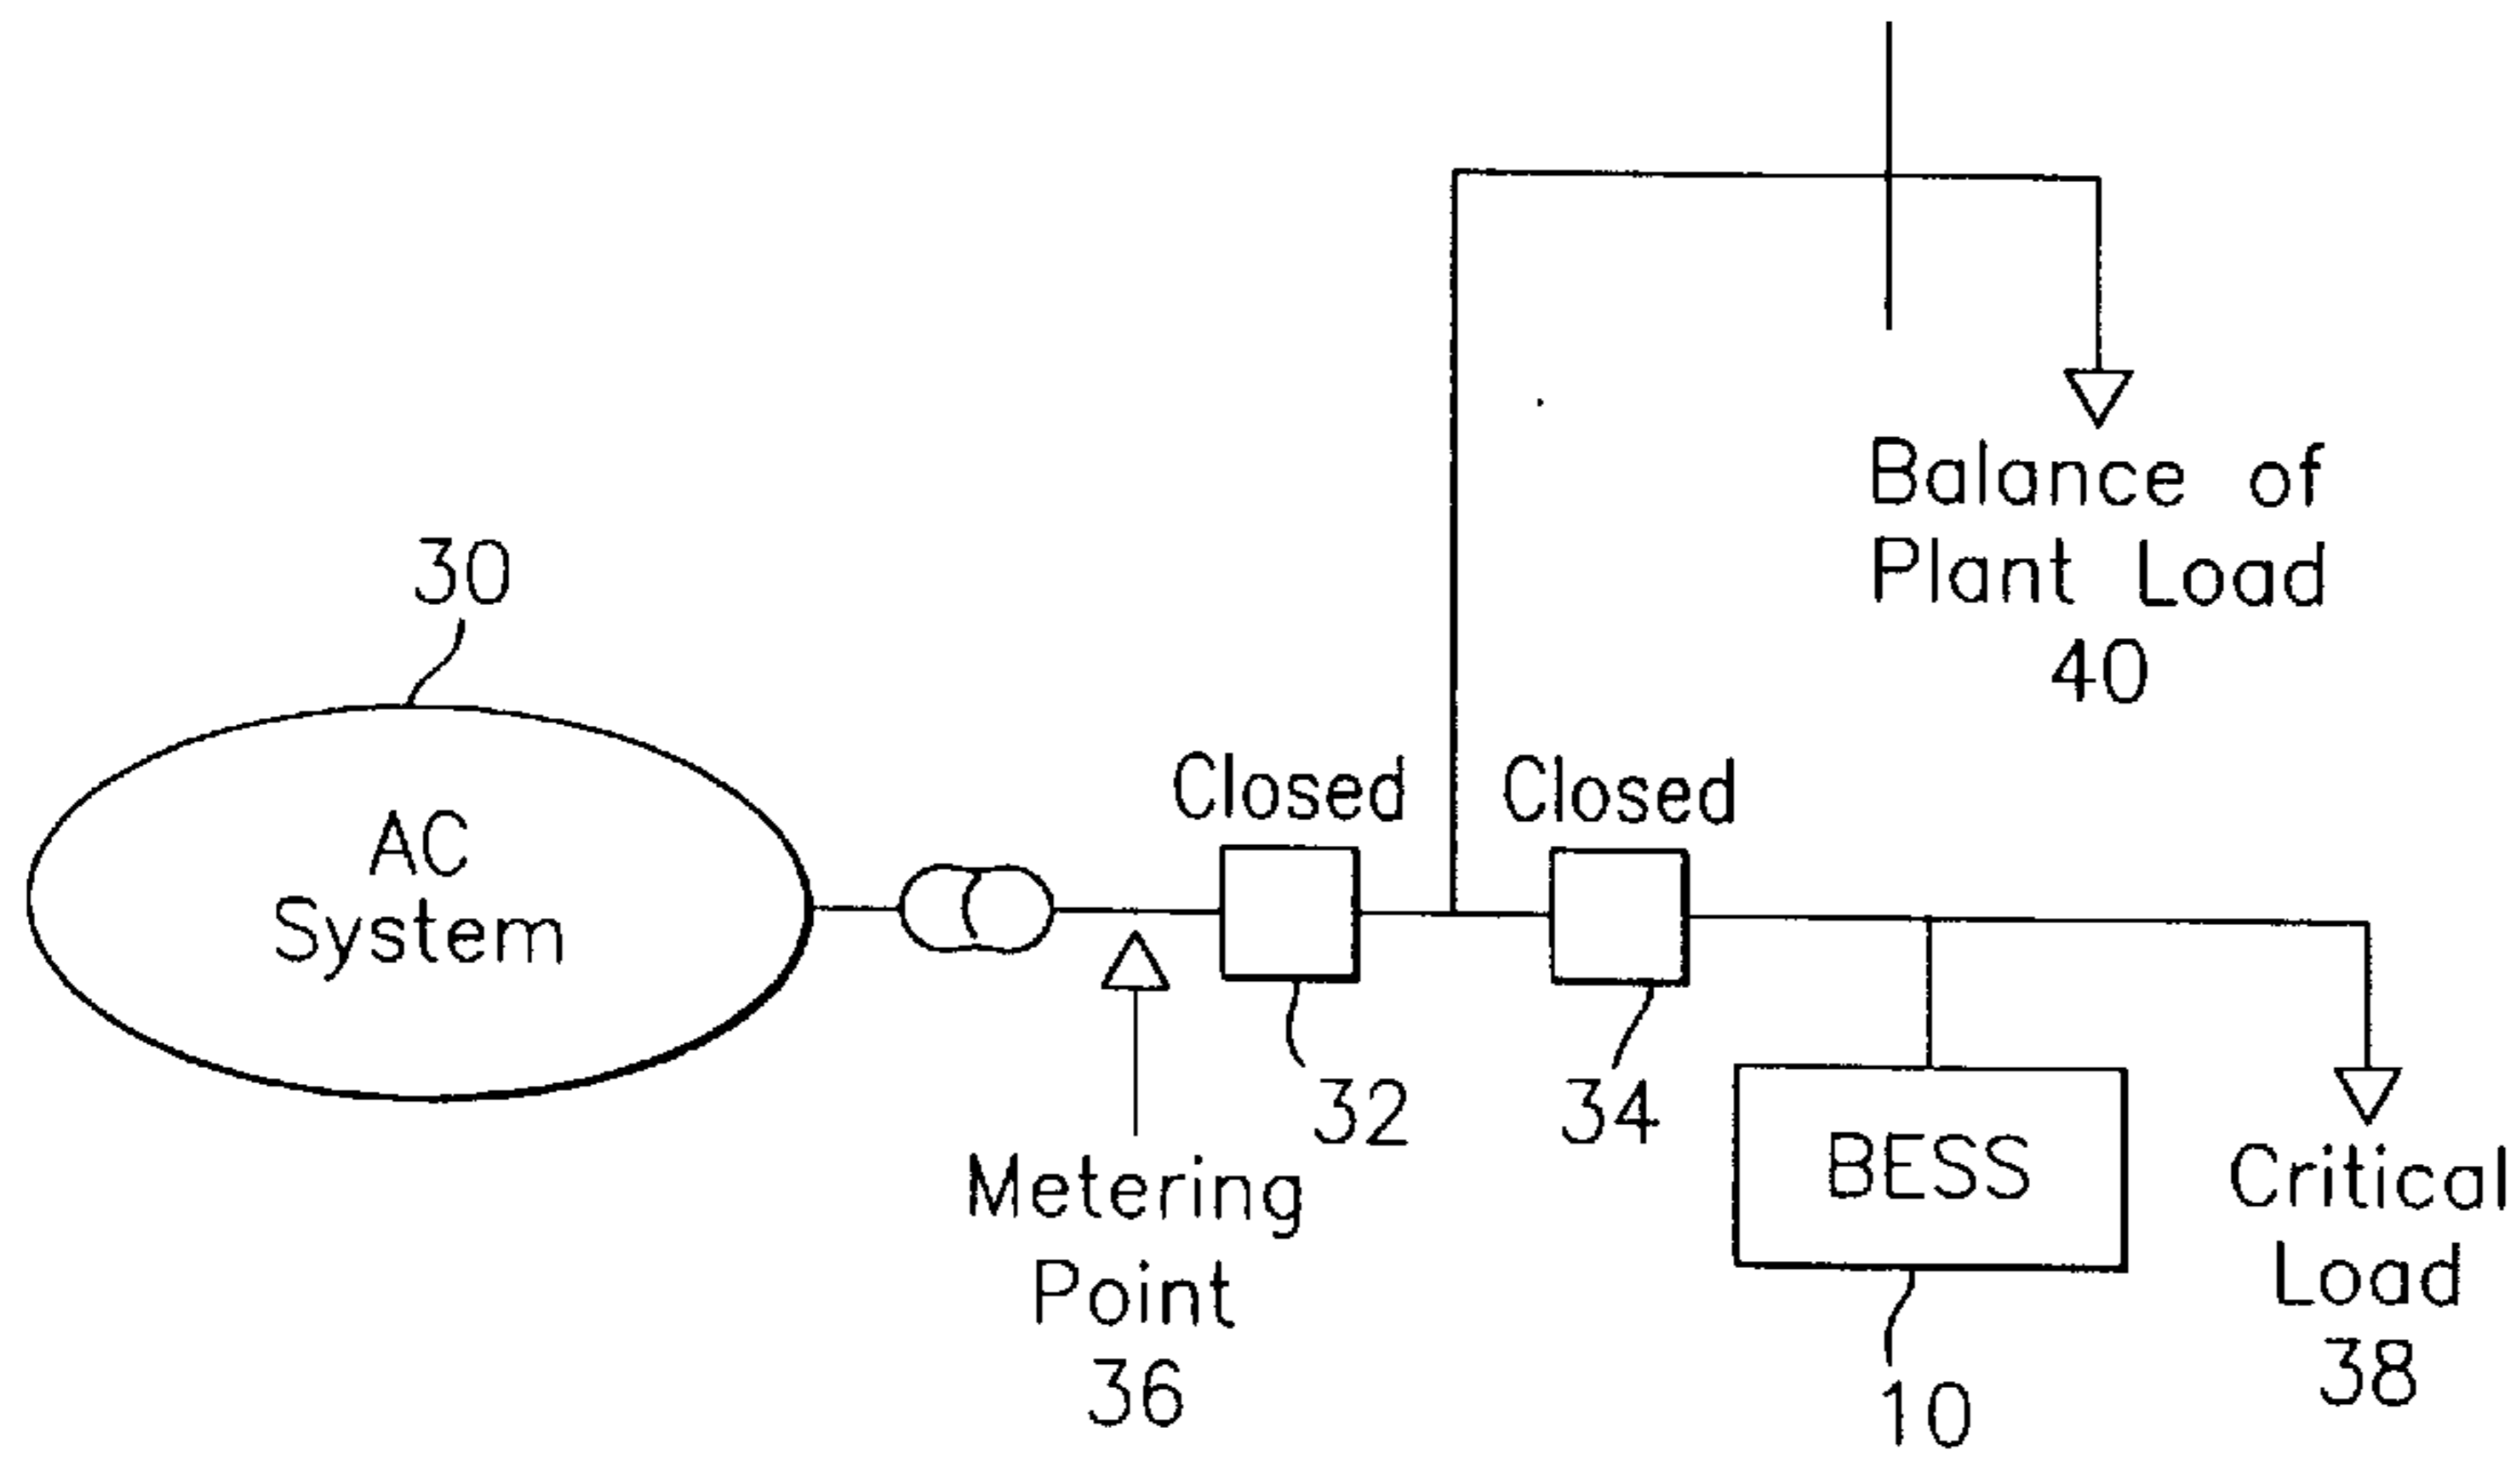 Balance of
Plant Load
40
30
AC
System
Closed
Closed
32
34
Metering
Point
36
BESS
10
Critical
Load
38